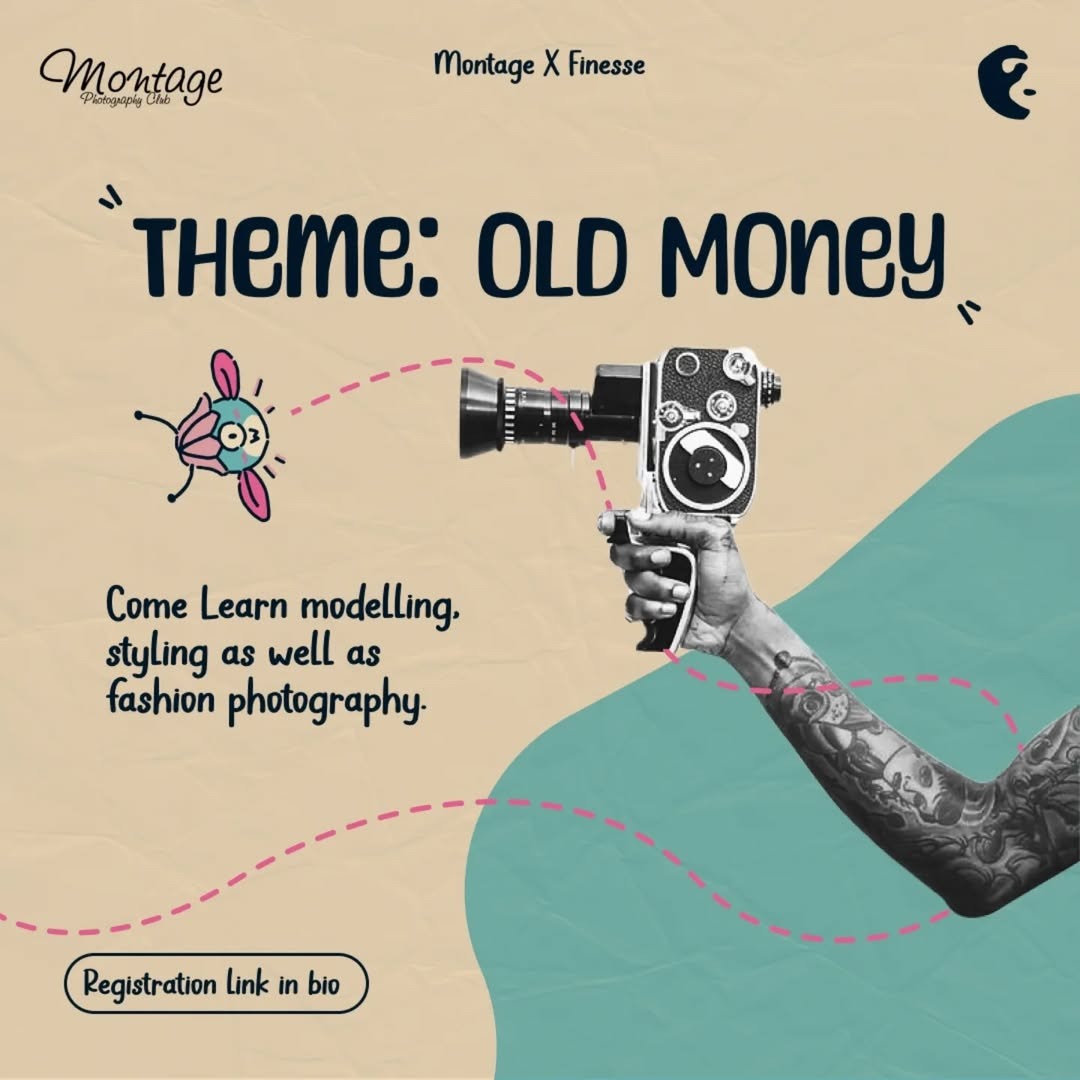 Montage
Photography Club
Montage X Finesse
THeme: OLD MOney
Come Learn modelling,
styling as well as
fashion photography.
Registration link in bio